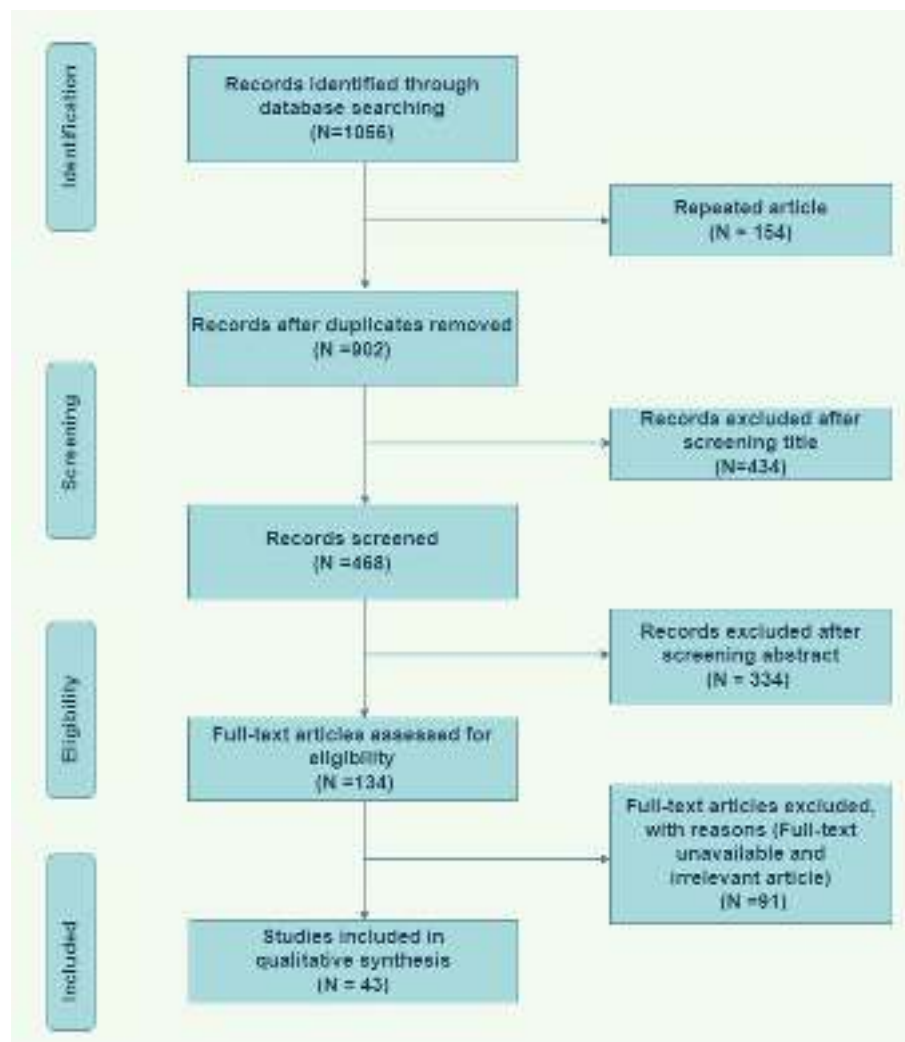 Identification
Records identified through
database searching
(N=1056)
Repeated article
(N = 154)
Records after duplicates removed
(N =902)
Screening
Records excluded after
screening title
(N=434)
Records screened
(N =468)
Eligibility
Records excluded after
screening abstract
(N = 334)
Full-text articles assessed for
eligibility
(N =134)
Full-text articles excluded,
with reasons (Full-text
unavailable and
irrelevant article)
(N =91)
Included
Studies included in
qualitative synthesis
(N = 43)